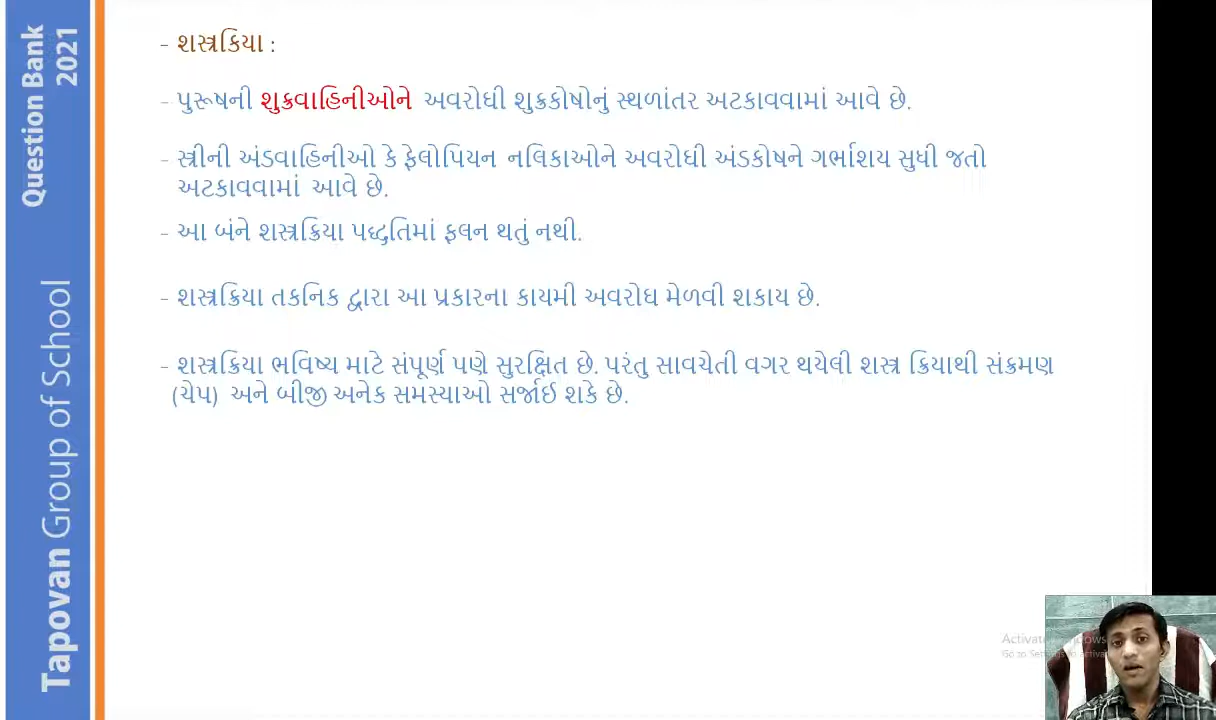 Question Bank
2021
Tapovan Group of School
- શસ્ત્રક્રિયા :
- પુરૂષની શુક્રવાહિનીઓને અવરોધી શુક્રકોષોનું સ્થળાંતર અટકાવવામાં આવે છે.
- સ્ત્રીની અંડવાહિનીઓ કે ફેલોપિયન નલિકાઓને અવરોધી અંડકોષને ગર્ભાશય સુધી જતો
અટકાવવામાં આવે છે.
- આ બંને શસ્ત્રક્રિયા પદ્ધતિમાં ફલન થતું નથી.
- શસ્ત્રક્રિયા તકનિક દ્વારા આ પ્રકારના કાયમી અવરોધ મેળવી શકાય છે.
- શસ્ત્રક્રિયા ભવિષ્ય માટે સંપૂર્ણ પણે સુરક્ષિત છે. પરંતુ સાવચેતી વગર થયેલી શસ્ત્ર ક્રિયાથી સંક્રમણ
(ચેપ) અને બીજી અનેક સમસ્યાઓ સર્જાઈ શકે છે.
Activate
Go to